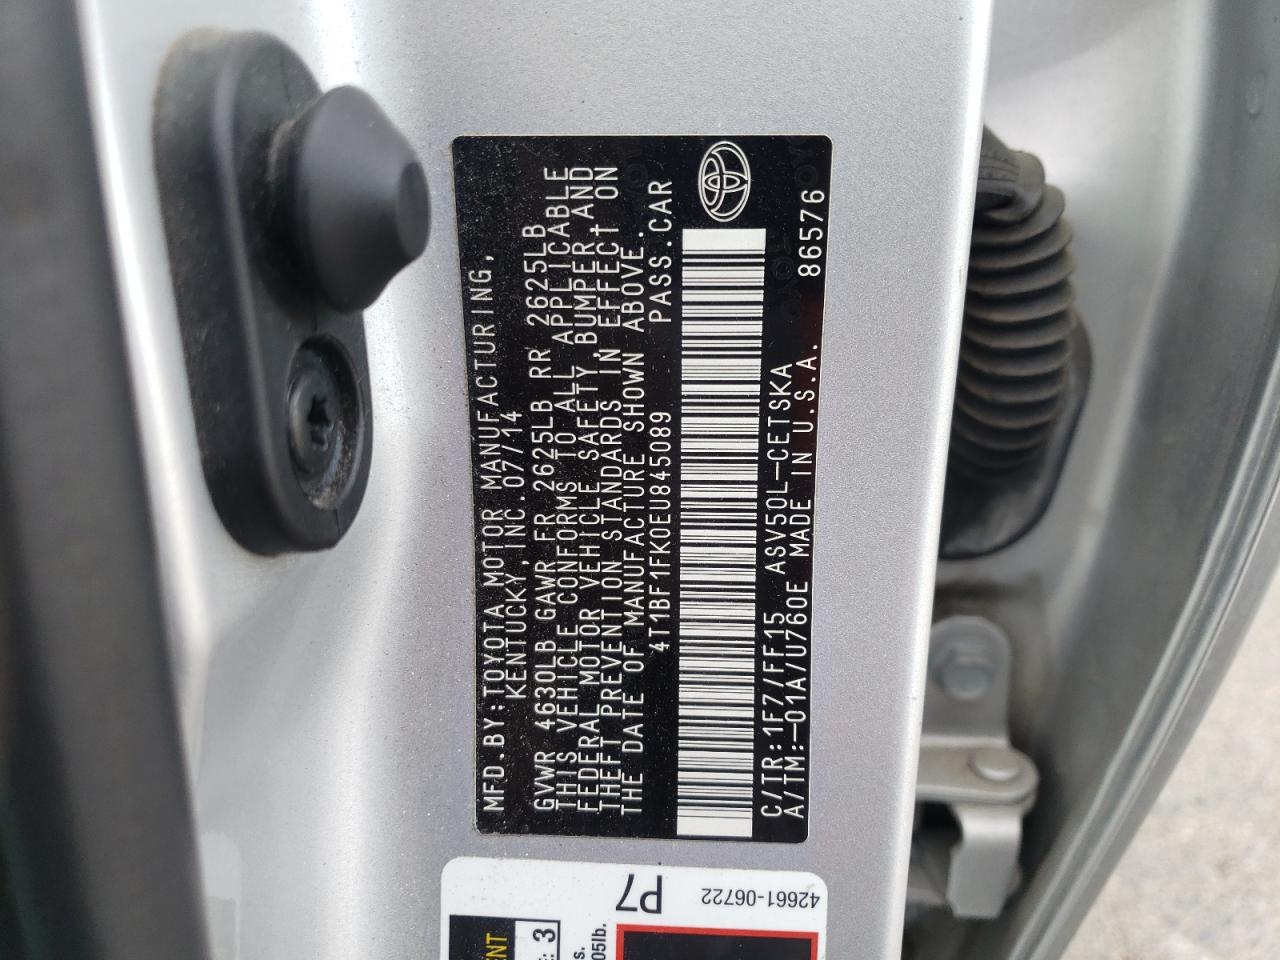 MFD.BY:TOYOTA MOTOR MANUFACTURING,
KENTUCKY,INC.07/14
GVWR 4630LB GAWR FR 2625LB RR 2625LB
THIS VEHICLE CONFORMS TO ALL APPLICABLE
FEDERAL MOTOR VEHICLE SAFETY,BUMPER,AND
THEFT PREVENTION STANDARDS IN EFFECT ON
THE DATE OF MANUFACTURE SHOWN ABOVE.
4T1BF1FK0EU845089 PASS.CAR
C/TR:1F7/FF15 ASV50L-CETSKA
A/TM:-01A/U760E MADE IN U.S.A. 86576
P7
42661-06722
3